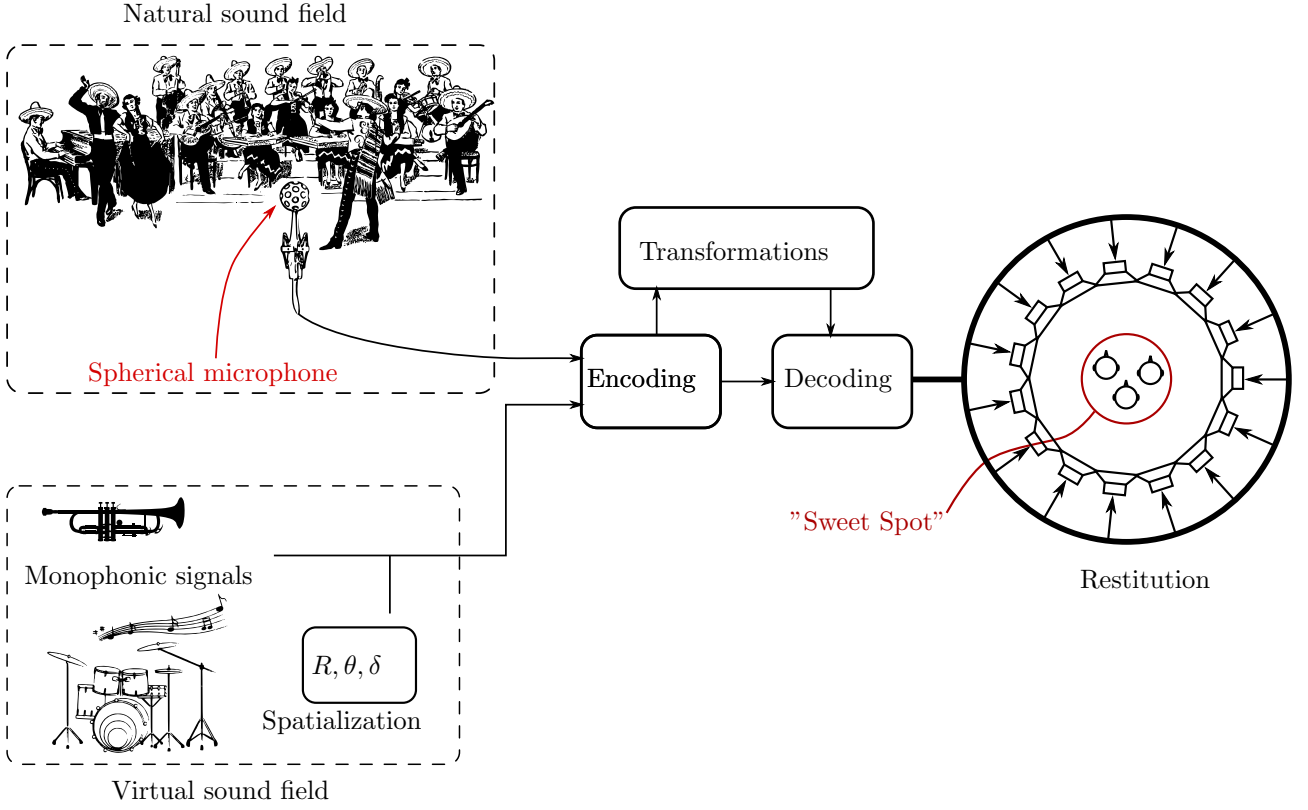 Natural sound field
Spherical microphone
Transformations
Encoding
Decoding
”Sweet Spot”
Restitution
Monophonic signals
R, θ, δ
Spatialization
Virtual sound field